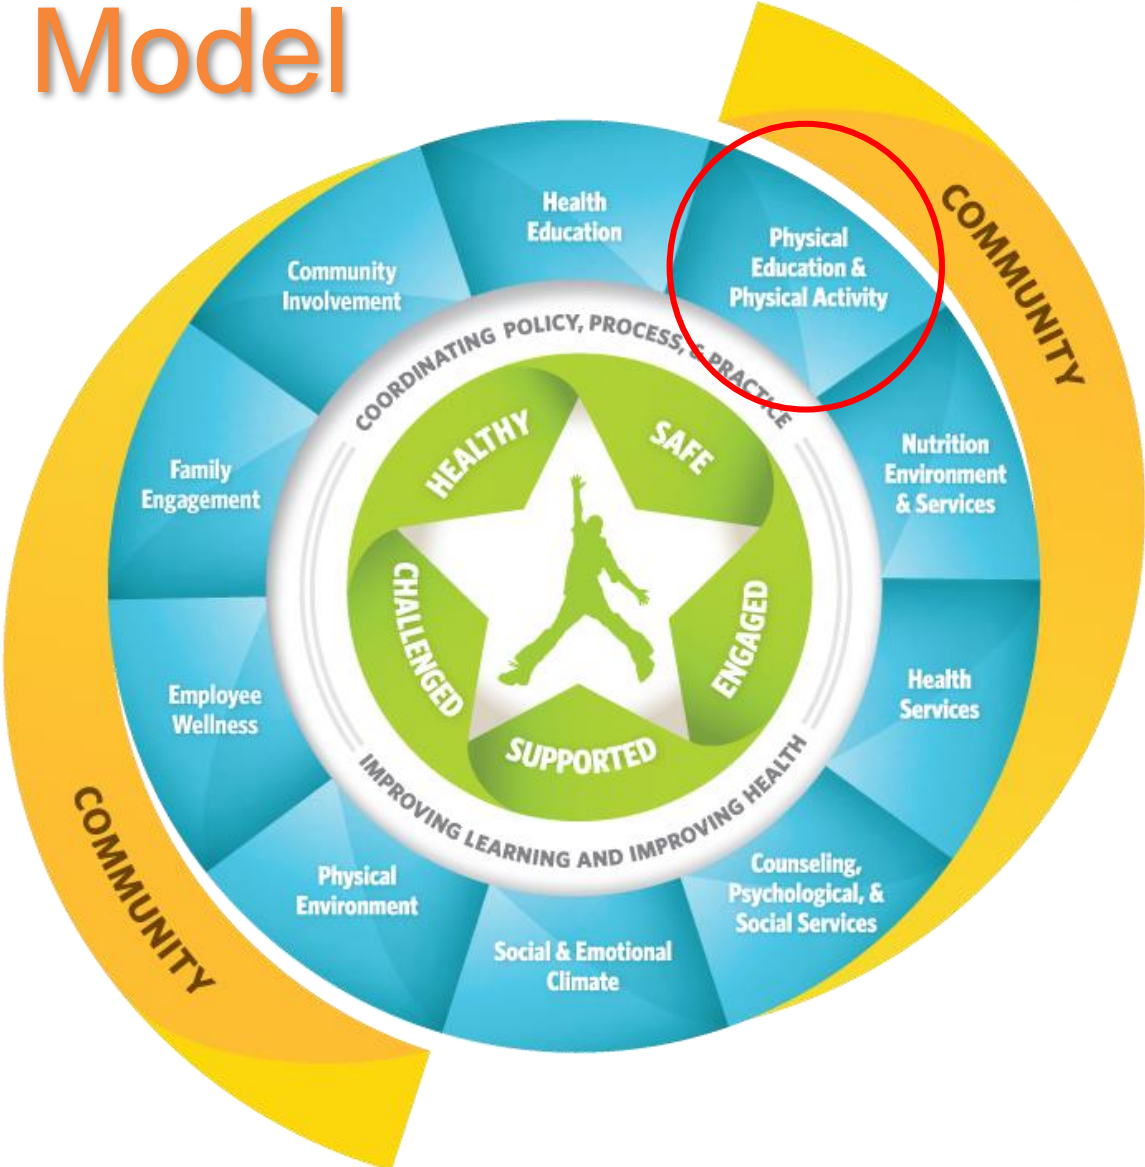 Model
COMMUNITY
Health
Education
Physical
Education &
Physical Activity
Nutrition
Environment
& Services
Health
Services
Counseling,
Psychological, &
Social Services
Social & Emotional
Climate
Physical
Environment
Employee
Wellness
Family
Engagement
Community
Involvement
COORDINATING POLICY, PROCESS, & PRACTICE
IMPROVING LEARNING AND IMPROVING HEALTH
HEALTHY
SAFE
ENGAGED
SUPPORTED
CHALLENGED
COMMUNITY